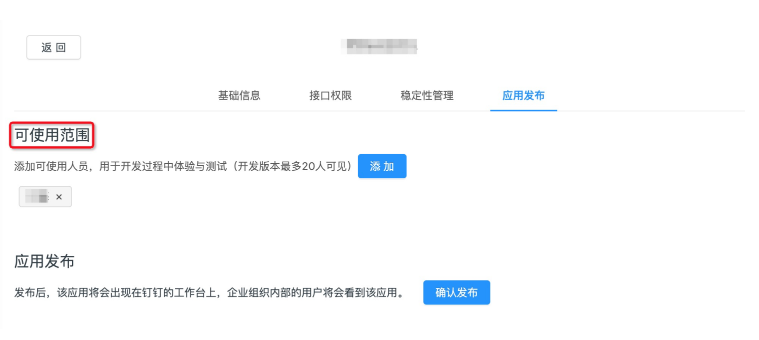 返 回
基础信息 接口权限 稳定性管理 应用发布
可使用范围
添加可使用人员，用于开发过程中体验与测试（开发版本最多20人可见） 添 加
×
应用发布
发布后，该应用将会出现在钉钉的工作台上，企业组织内部的用户将会看到该应用。 确认发布